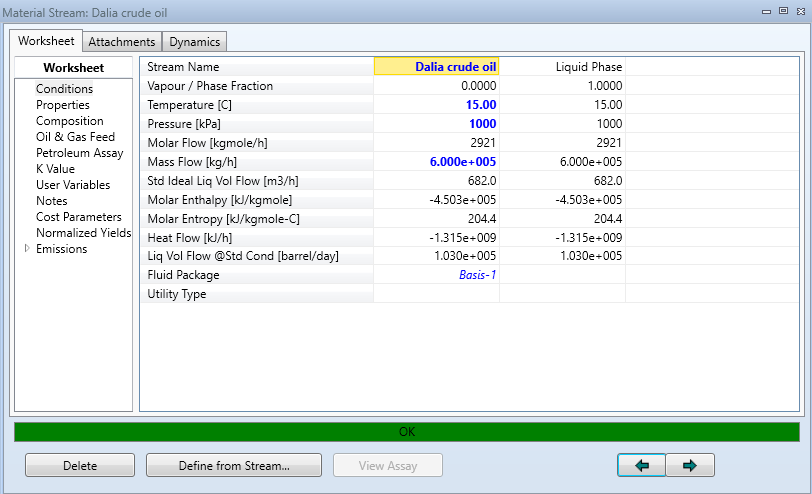 Material Stream: Dalia crude oil
Worksheet Attachments Dynamics
Worksheet
Conditions
Properties
Composition
Oil & Gas Feed
Petroleum Assay
K Value
User Variables
Notes
Cost Parameters
Normalized Yields
Emissions
Stream Name Dalia crude oil Liquid Phase
Vapour / Phase Fraction 0.0000 1.0000
Temperature [C] 15.00 15.00
Pressure [kPa] 1000 1000
Molar Flow [kgmole/h] 2921 2921
Mass Flow [kg/h] 6.000e+005 6.000e+005
Std Ideal Liq Vol Flow [m3/h] 682.0 682.0
Molar Enthalpy [kJ/kgmole] -4.503e+005 -4.503e+005
Molar Entropy [kJ/kgmole-C] 204.4 204.4
Heat Flow [kJ/h] -1.315e+009 -1.315e+009
Liq Vol Flow @Std Cond [barrel/day] 1.030e+005 1.030e+005
Fluid Package Basis-1
Utility Type
OK
Delete Define from Stream... View Assay